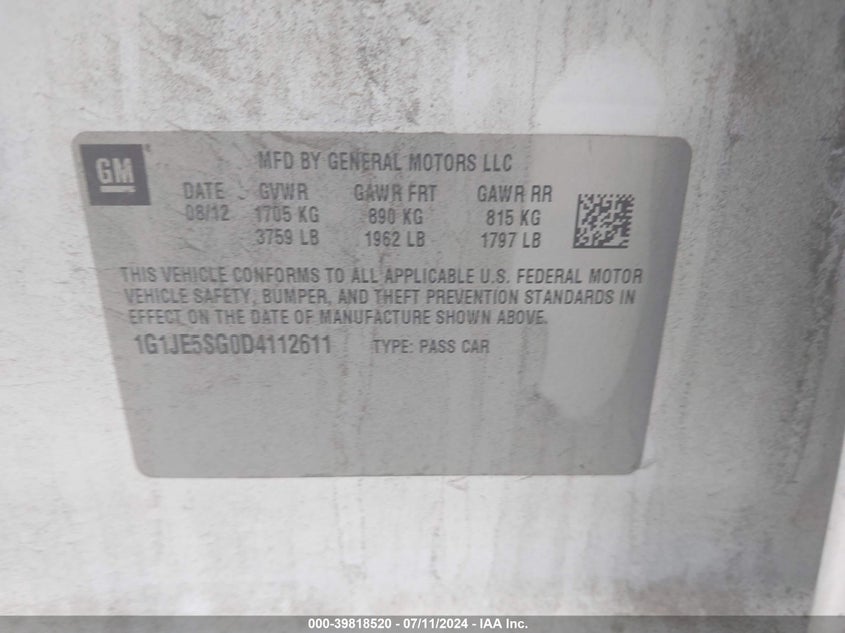 GM
MFD BY GENERAL MOTORS LLC
DATE GVWR GAWR FRT GAWR RR
08/12 1705 KG 890 KG 815 KG
3759 LB 1962 LB 1797 LB
THIS VEHICLE CONFORMS TO ALL APPLICABLE U.S. FEDERAL MOTOR
VEHICLE SAFETY, BUMPER, AND THEFT PREVENTION STANDARDS IN
EFFECT ON THE DATE OF MANUFACTURE SHOWN ABOVE.
1G1JE5SG0D4112611 TYPE: PASS CAR
000-39818520 - 07/11/2024 - IAA Inc.